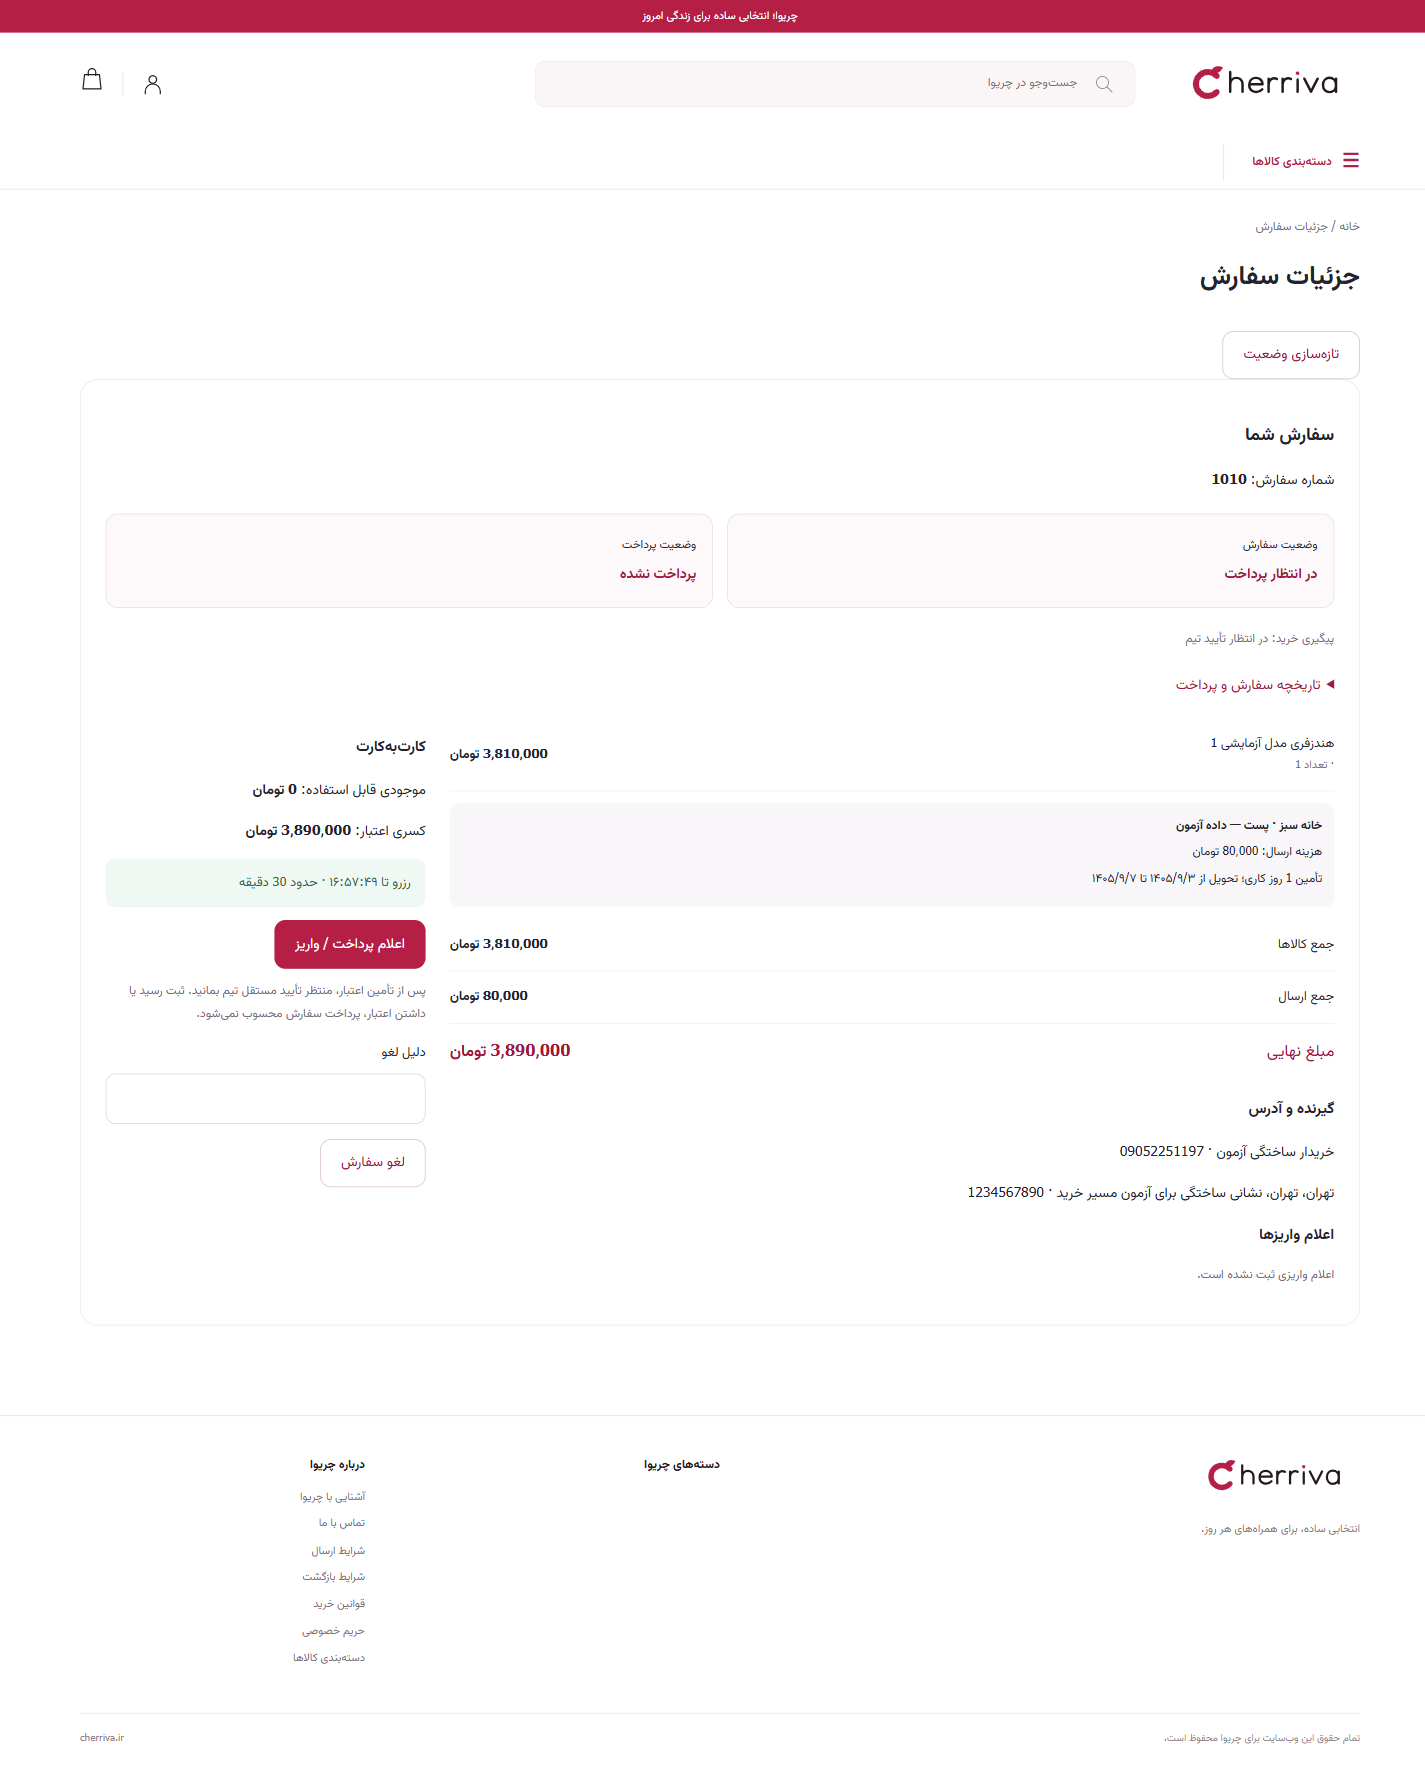 چریوا؛ انتخابی ساده برای زندگی امروز
Cherriva
جست‌وجو در چریوا
دسته‌بندی کالاها
خانه / جزئیات سفارش
جزئیات سفارش
تازه‌سازی وضعیت
سفارش شما
شماره سفارش: 1010
وضعیت سفارش
در انتظار پرداخت
وضعیت پرداخت
پرداخت نشده
پیگیری خرید: در انتظار تأیید تیم
تاریخچه سفارش و پرداخت
هندزفری مدل آزمایشی 1
· تعداد 1
3,810,000 تومان
خانه سبز · پست — داده آزمون
هزینه ارسال: 80,000 تومان
تأمین 1 روز کاری؛ تحویل از ۱۴۰۵/۹/۳ تا ۱۴۰۵/۹/۷
جمع کالاها
3,810,000 تومان
جمع ارسال
80,000 تومان
مبلغ نهایی
3,890,000 تومان
گیرنده و آدرس
خریدار ساختگی آزمون · 09052251197
تهران، تهران، نشانی ساختگی برای آزمون مسیر خرید · 1234567890
اعلام واریزها
اعلام واریزی ثبت نشده است.
کارت‌به‌کارت
موجودی قابل استفاده: 0 تومان
کسری اعتبار: 3,890,000 تومان
رزرو تا ۱۶:۵۷:۴۹ · حدود 30 دقیقه
اعلام پرداخت / واریز
پس از تأمین اعتبار، منتظر تأیید مستقل تیم بمانید. ثبت رسید یا
داشتن اعتبار، پرداخت سفارش محسوب نمی‌شود.
دلیل لغو
لغو سفارش
Cherriva
انتخابی ساده، برای همراه‌های هر روز.
دسته‌های چریوا
درباره چریوا
آشنایی با چریوا
تماس با ما
شرایط ارسال
شرایط بازگشت
قوانین خرید
حریم خصوصی
دسته‌بندی کالاها
تمام حقوق این وب‌سایت برای چریوا محفوظ است.
cherriva.ir